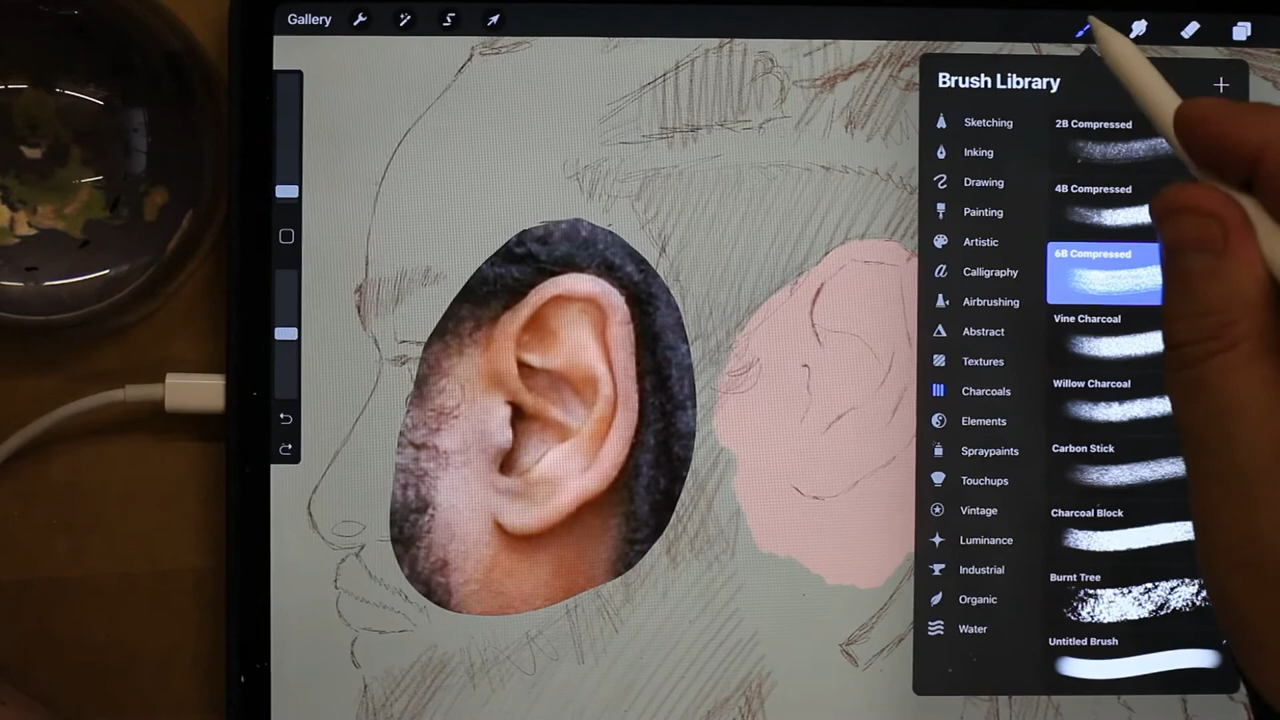 Gallery
Brush Library
Sketching
Inking
Drawing
Painting
Artistic
Calligraphy
Airbrushing
Abstract
Textures
Charcoals
Elements
Spraypaints
Touchups
Vintage
Luminance
Industrial
Organic
Water
2B Compressed
4B Compressed
6B Compressed
Vine Charcoal
Willow Charcoal
Carbon Stick
Charcoal Block
Burnt Tree
Untitled Brush